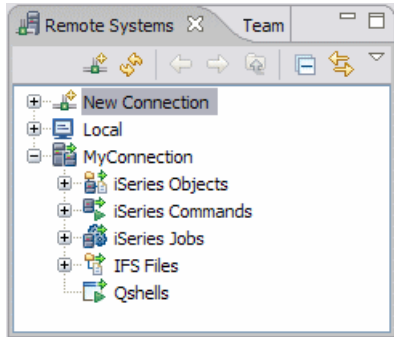 Remote Systems Team
New Connection
Local
MyConnection
iSeries Objects
iSeries Commands
iSeries Jobs
IFS Files
Qshells